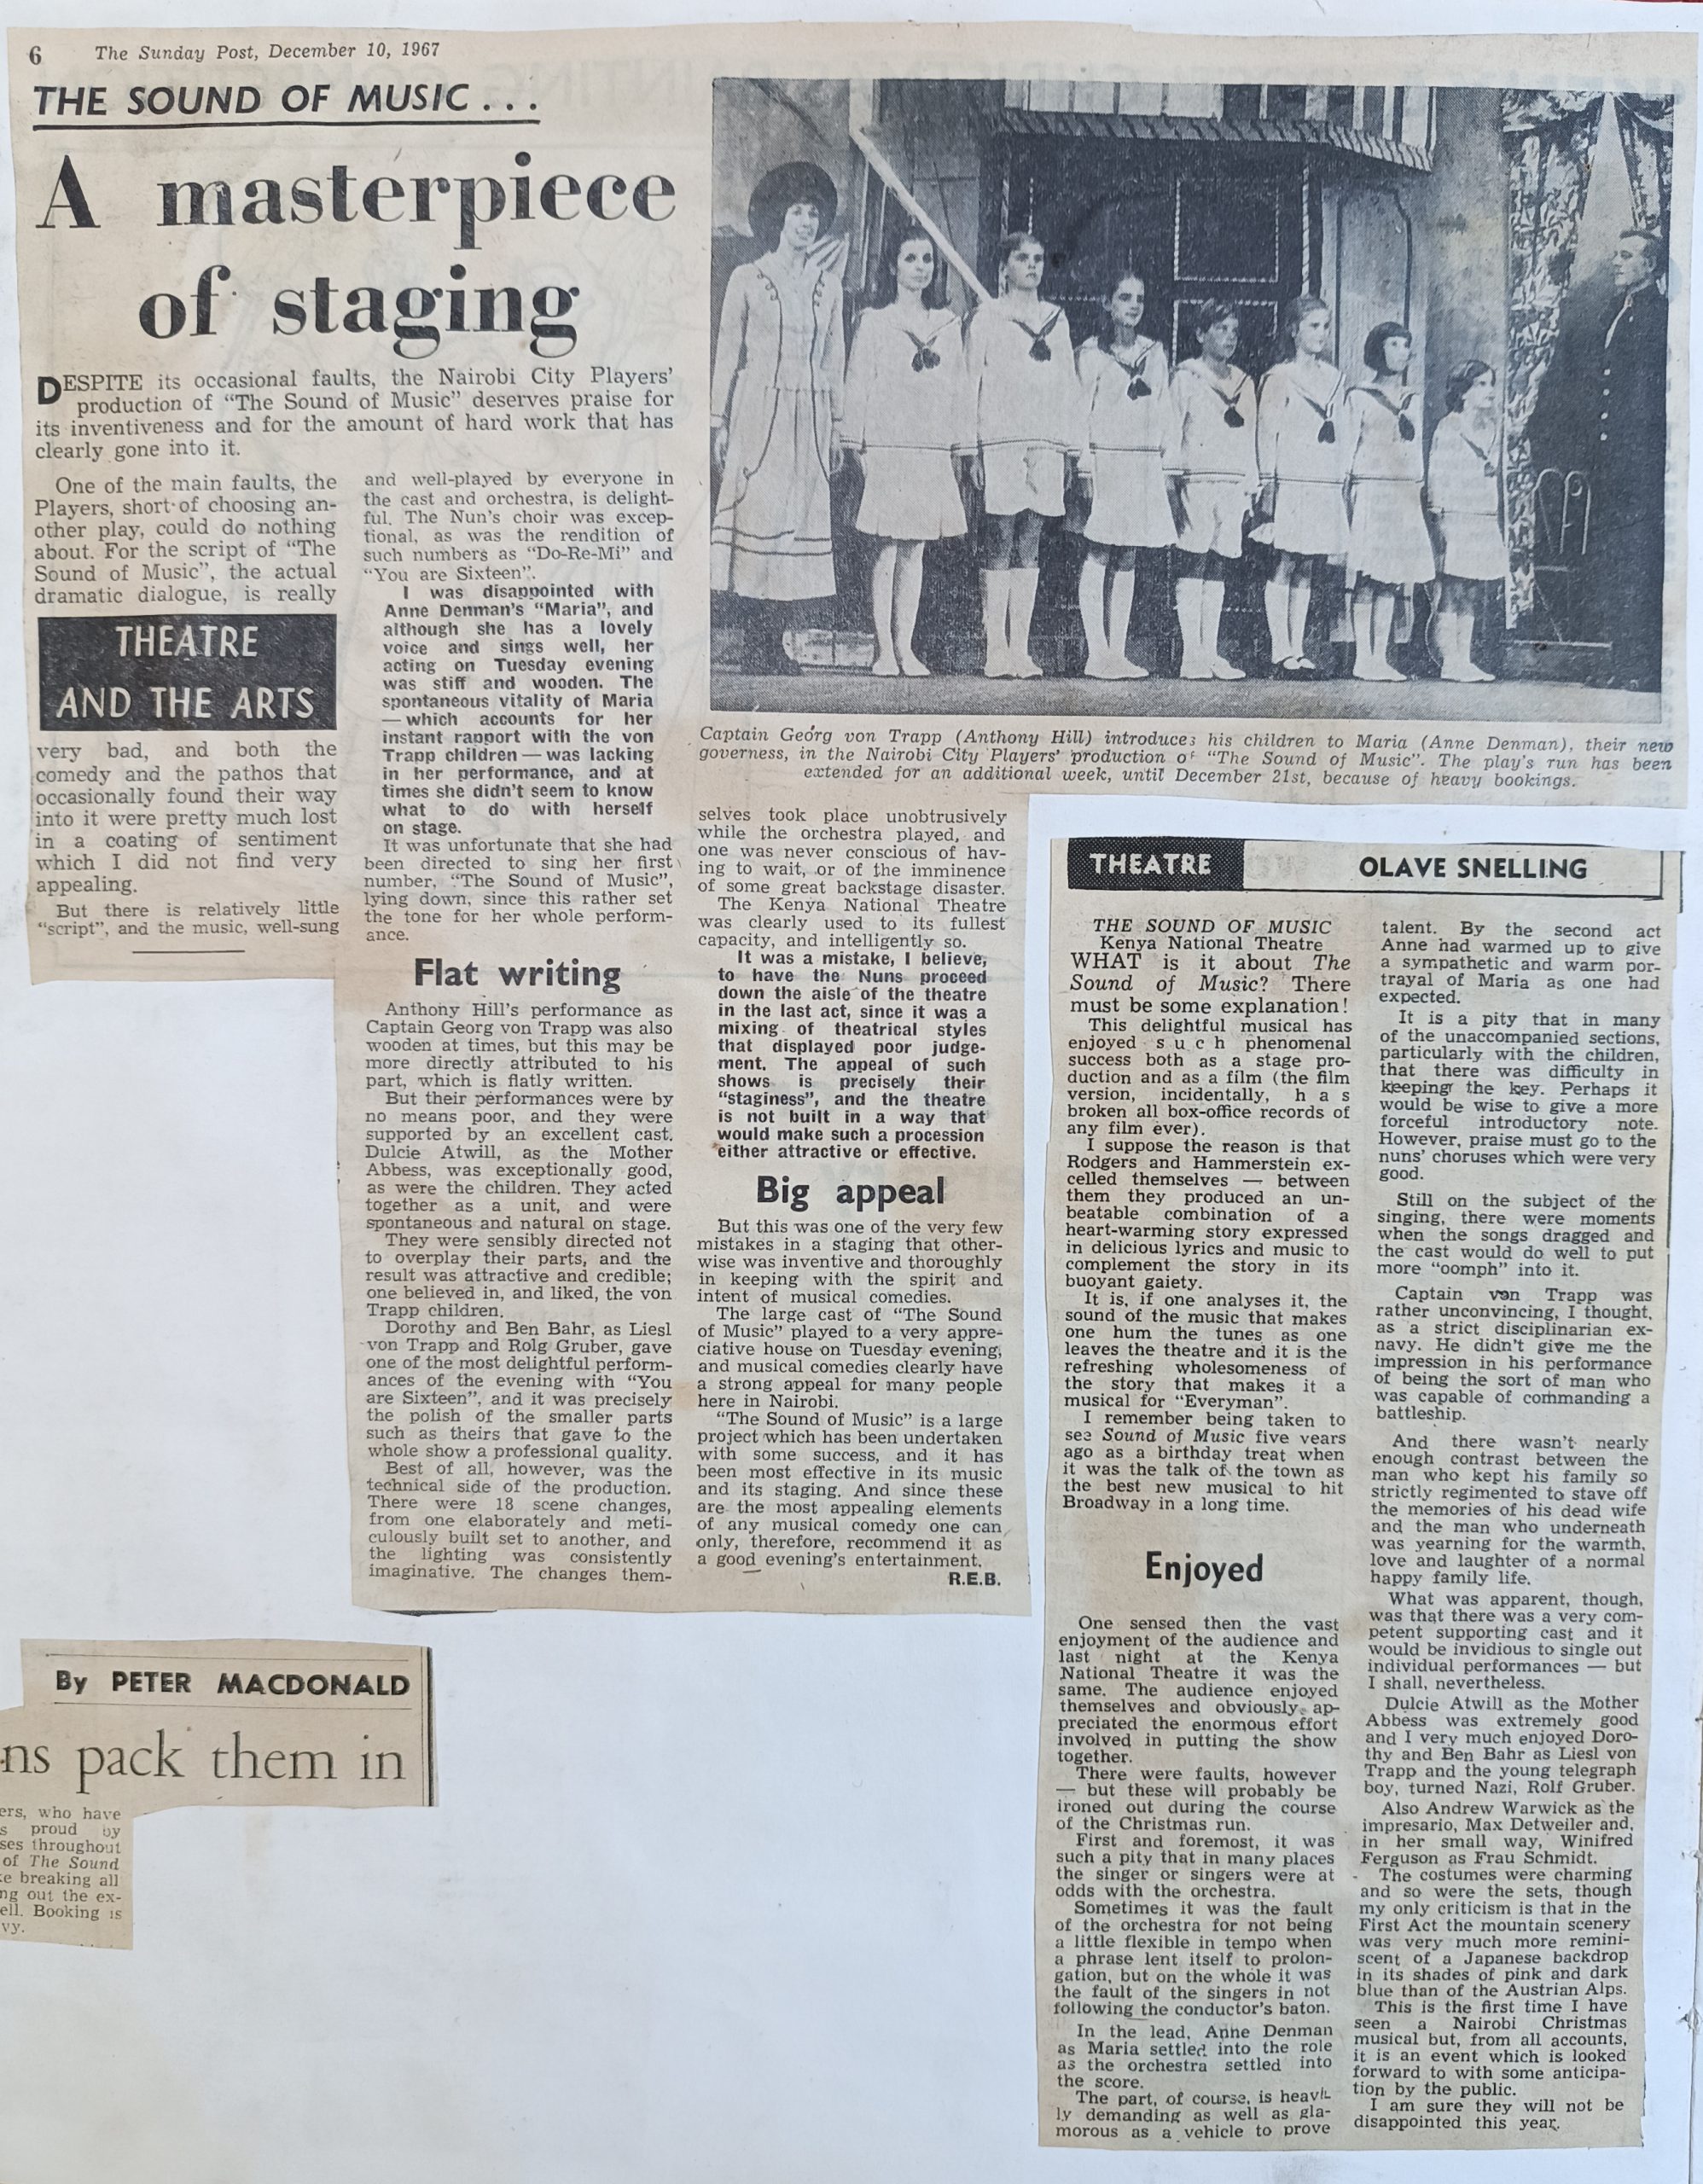 6 The Sunday Post, December 10, 1967
THE SOUND OF MUSIC...
A masterpiece
of staging
DESPITE its occasional faults, the Nairobi City Players'
production of "The Sound of Music" deserves praise for
its inventiveness and for the amount of hard work that has
clearly gone into it.
One of the main faults, the
Players, short of choosing an-
other play, could do nothing
about. For the script of "The
Sound of Music", the actual
dramatic dialogue, is really
THEATRE
AND THE ARTS
very bad, and both the
comedy and the pathos that
occasionally found their way
into it were pretty much lost
in a coating of sentiment
which I did not find very
appealing.
But there is relatively little
"script", and the music, well-sung
and well-played by everyone in
the cast and orchestra, is delight-
ful. The Nun's choir was excep-
tional, as was the rendition of
such numbers as "Do-Re-Mi" and
"You are Sixteen".
I was disappointed with
Anne Denman's "Maria", and
although she has a lovely
voice and sings well, her
acting on Tuesday evening
was stiff and wooden. The
spontaneous vitality of Maria
— which accounts for her
instant rapport with the von
Trapp children — was lacking
in her performance, and at
times she didn't seem to know
what to do with herself
on stage.
It was unfortunate that she had
been directed to sing her first
number, "The Sound of Music",
lying down, since this rather set
the tone for her whole perform-
ance.
Flat writing
Anthony Hill's performance as
Captain Georg von Trapp was also
wooden at times, but this may be
more directly attributed to his
part, which is flatly written.
But their performances were by
no means poor, and they were
supported by an excellent cast.
Dulcie Atwill, as the Mother
Abbess, was exceptionally good,
as were the children. They acted
together as a unit, and were
spontaneous and natural on stage.
They were sensibly directed not
to overplay their parts, and the
result was attractive and credible;
one believed in, and liked, the von
Trapp children.
Dorothy and Ben Bahr, as Liesl
von Trapp and Rolg Gruber, gave
one of the most delightful perform-
ances of the evening with "You
are Sixteen", and it was precisely
the polish of the smaller parts
such as theirs that gave to the
whole show a professional quality.
Best of all, however, was the
technical side of the production.
There were 18 scene changes,
from one elaborately and meti-
culously built set to another, and
the lighting was consistently
imaginative. The changes them-
Captain Georg von Trapp (Anthony Hill) introduces his children to Maria (Anne Denman), their new
governess, in the Nairobi City Players' production of "The Sound of Music". The play's run has been
extended for an additional week, until December 21st, because of heavy bookings.
selves took place unobtrusively
while the orchestra played, and
one was never conscious of hav-
ing to wait, or of the imminence
of some great backstage disaster.
The Kenya National Theatre
was clearly used to its fullest
capacity, and intelligently so.
It was a mistake, I believe,
to have the Nuns proceed
down the aisle of the theatre
in the last act, since it was a
mixing of theatrical styles
that displayed poor judge-
ment. The appeal of such
shows is precisely their
"staginess", and the theatre
is not built in a way that
would make such a procession
either attractive or effective.
Big appeal
But this was one of the very few
mistakes in a staging that other-
wise was inventive and thoroughly
in keeping with the spirit and
intent of musical comedies.
The large cast of "The Sound
of Music" played to a very appre-
ciative house on Tuesday evening,
and musical comedies clearly have
a strong appeal for many people
here in Nairobi.
"The Sound of Music" is a large
project which has been undertaken
with some success, and it has
been most effective in its music
and its staging. And since these
are the most appealing elements
of any musical comedy one can
only, therefore, recommend it as
a good evening's entertainment.
R.E.B.
THEATRE OLAVE SNELLING
THE SOUND OF MUSIC
Kenya National Theatre
WHAT is it about The
Sound of Music? There
must be some explanation!
This delightful musical has
enjoyed such phenomenal
success both as a stage pro-
duction and as a film (the film
version, incidentally, has
broken all box-office records of
any film ever).
I suppose the reason is that
Rodgers and Hammerstein ex-
celled themselves — between
them they produced an un-
beatable combination of a
heart-warming story expressed
in delicious lyrics and music to
complement the story in its
buoyant gaiety.
It is, if one analyses it, the
sound of the music that makes
one hum the tunes as one
leaves the theatre and it is the
refreshing wholesomeness of
the story that makes it a
musical for "Everyman".
I remember being taken to
see Sound of Music five years
ago as a birthday treat when
it was the talk of the town as
the best new musical to hit
Broadway in a long time.
Enjoyed
One sensed then the vast
enjoyment of the audience and
last night at the Kenya
National Theatre it was the
same. The audience enjoyed
themselves and obviously ap-
preciated the enormous effort
involved in putting the show
together.
There were faults, however
— but these will probably be
ironed out during the course
of the Christmas run.
First and foremost, it was
such a pity that in many places
the singer or singers were at
odds with the orchestra.
Sometimes it was the fault
of the orchestra for not being
a little flexible in tempo when
a phrase lent itself to prolon-
gation, but on the whole it was
the fault of the singers in not
following the conductor's baton.
In the lead, Anne Denman
as Maria settled into the role
as the orchestra settled into
the score.
The part, of course, is heavil-
ly demanding as well as gla-
morous as a vehicle to prove
talent. By the second act
Anne had warmed up to give
a sympathetic and warm por-
trayal of Maria as one had
expected.
It is a pity that in many
of the unaccompanied sections,
particularly with the children,
that there was difficulty in
keeping the key. Perhaps it
would be wise to give a more
forceful introductory note.
However, praise must go to the
nuns' choruses which were very
good.
Still on the subject of the
singing, there were moments
when the songs dragged and
the cast would do well to put
more "oomph" into it.
Captain von Trapp was
rather unconvincing, I thought,
as a strict disciplinarian ex-
navy. He didn't give me the
impression in his performance
of being the sort of man who
was capable of commanding a
battleship.
And there wasn't nearly
enough contrast between the
man who kept his family so
strictly regimented to stave off
the memories of his dead wife
and the man who underneath
was yearning for the warmth,
love and laughter of a normal
happy family life.
What was apparent, though,
was that there was a very com-
petent supporting cast and it
would be invidious to single out
individual performances — but
I shall, nevertheless.
Dulcie Atwill as the Mother
Abbess was extremely good
and I very much enjoyed Doro-
thy and Ben Bahr as Liesl von
Trapp and the young telegraph
boy, turned Nazi, Rolf Gruber.
Also Andrew Warwick as the
impresario, Max Detweiler and,
in her small way, Winifred
Ferguson as Frau Schmidt.
The costumes were charming
and so were the sets, though
my only criticism is that in the
First Act the mountain scenery
was very much more remini-
scent of a Japanese backdrop
in its shades of pink and dark
blue than of the Austrian Alps.
This is the first time I have
seen a Nairobi Christmas
musical but, from all accounts,
it is an event which is looked
forward to with some anticipa-
tion by the public.
I am sure they will not be
disappointed this year.
By PETER MACDONALD
ns pack them in
ers, who have
s proud by
ses throughout
of The Sound
e breaking all
ng out the ex-
ell. Booking is
vy.